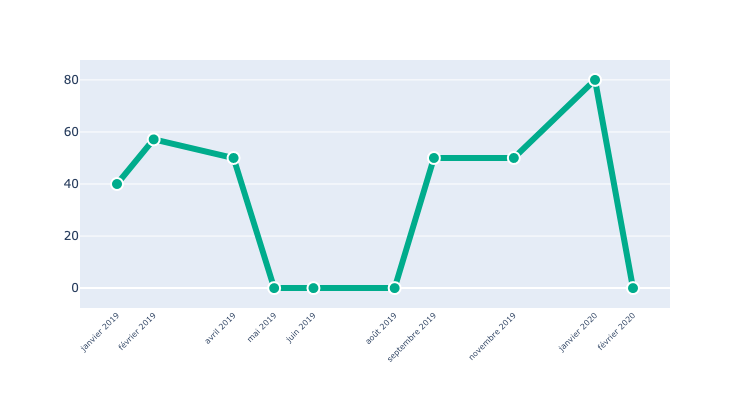 80
60
40
20
0
janvier 2019
février 2019
avril 2019
mai 2019
juin 2019
août 2019
septembre 2019
novembre 2019
janvier 2020
février 2020